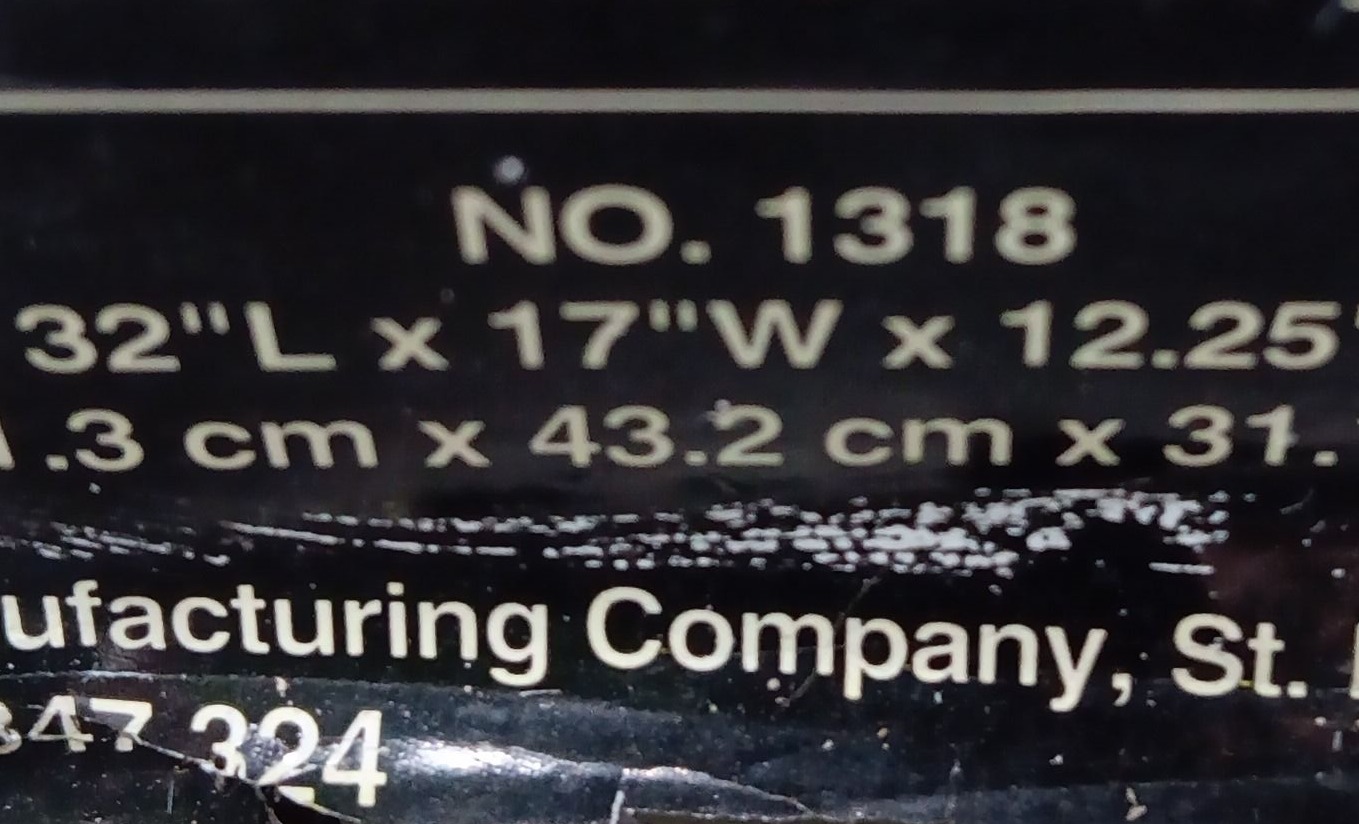 NO. 1318
32"L x 17"W x 12.25"
.3 cm x 43.2 cm x 31.
ufacturing Company, St.
347 324